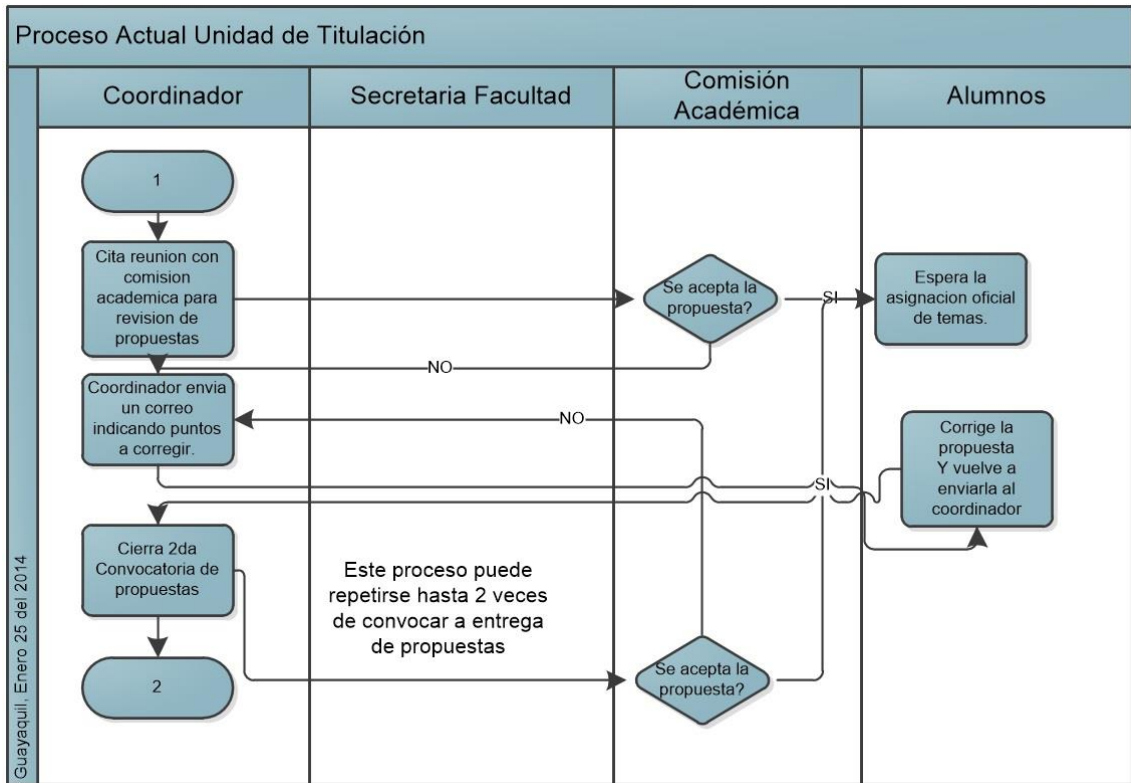 Proceso Actual Unidad de Titulación
Coordinador
Secretaria Facultad
Comisión
Académica
Alumnos
1
Cita reunion con
comision
academica para
revision de
propuestas
Se acepta la
propuesta?
SI
Espera la
asignacion oficial
de temas.
NO
Coordinador envia
un correo
indicando puntos
a corregir.
NO
Corrige la
propuesta
Y vuelve a
enviarla al
coordinador
SI
Cierra 2da
Convocatoria de
propuestas
Este proceso puede
repetirse hasta 2 veces
de convocar a entrega
de propuestas
Se acepta la
propuesta?
2
Guayaquil, Enero 25 del 2014